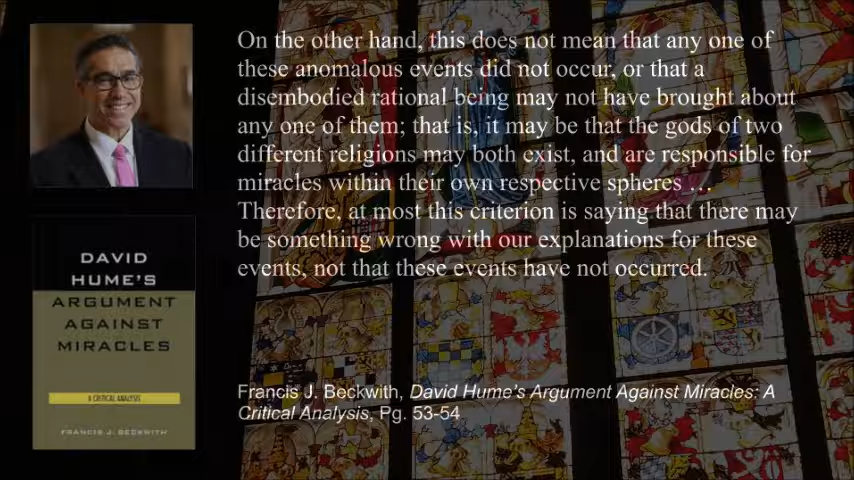 On the other hand, this does not mean that any one of
these anomalous events did not occur, or that a
disembodied rational being may not have brought about
any one of them; that is, it may be that the gods of two
different religions may both exist, and are responsible for
miracles within their own respective spheres …
Therefore, at most this criterion is saying that there may
be something wrong with our explanations for these
events, not that these events have not occurred.
Francis J. Beckwith, David Hume's Argument Against Miracles: A
Critical Analysis, Pg. 53-54
DAVID
HUME'S
ARGUMENT
AGAINST
MIRACLES
A CRITICAL ANALYSIS
FRANCIS J. BECKWITH